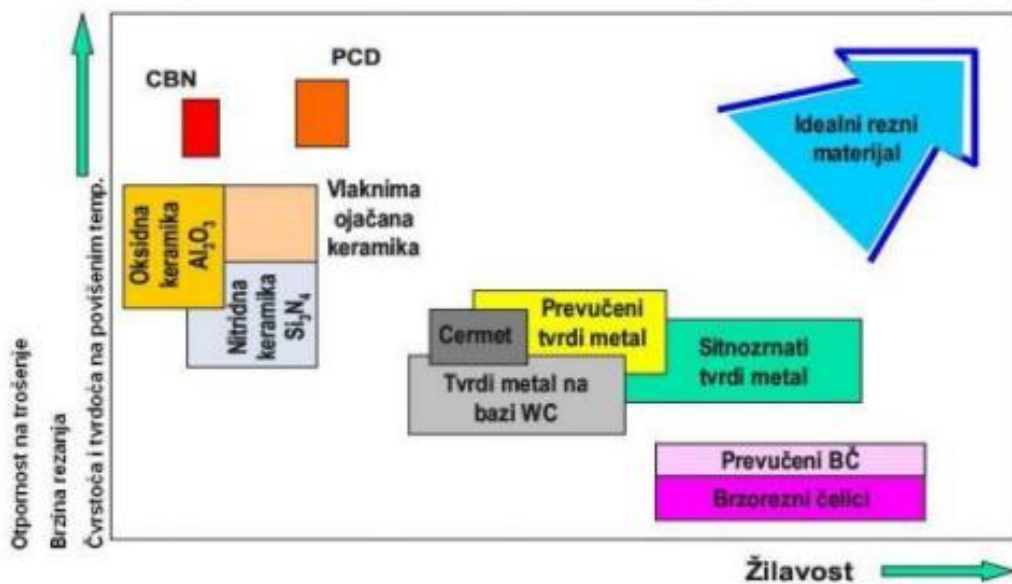 CBN
PCD
Idealni rezni
materijal
Oksidna
keramika
Al₂O₃
Vlaknima
ojačana
keramika
Nitridna
keramika
Si₃N₄
Cermet
Prevučeni
tvrdi metal
Sitnozrnati
tvrdi metal
Tvrdi metal na
bazi WC
Prevučeni BČ
Brzorezni čelici
Otpornost na trošenje
Brzina rezanja
Čvrstoća i tvrdoća na povišenim temp.
Žilavost